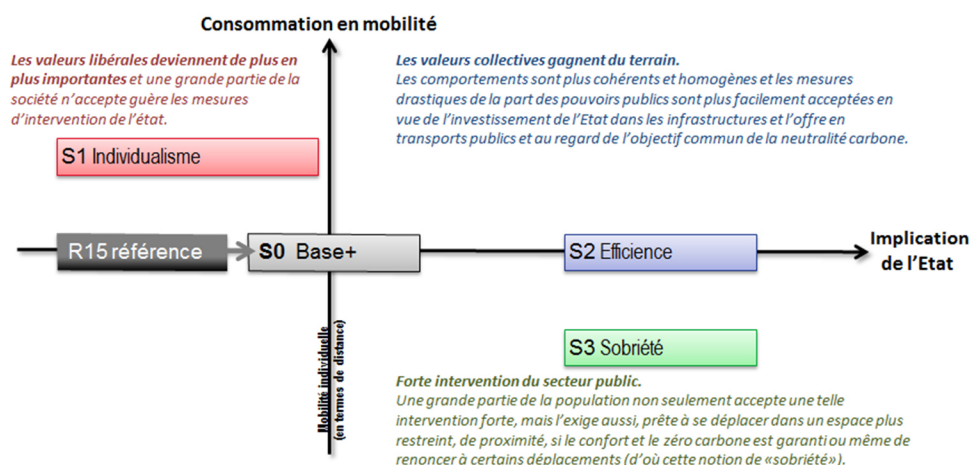 Consommation en mobilité
Les valeurs libérales deviennent de plus en
plus importantes et une grande partie de la
société n'accepte guère les mesures
d'intervention de l'état.
Les valeurs collectives gagnent du terrain.
Les comportements sont plus cohérents et homogènes et les mesures
drastiques de la part des pouvoirs publics sont plus facilement acceptées en
vue de l'investissement de l'Etat dans les infrastructures et l'offre en
transports publics et au regard de l'objectif commun de la neutralité carbone.
S1 Individualisme
R15 référence
S0 Base+
S2 Efficience
Implication
de l'Etat
S3 Sobriété
Mobilité individuelle
(en termes de distance)
Forte intervention du secteur public.
Une grande partie de la population non seulement accepte une telle
intervention forte, mais l'exige aussi, prête à se déplacer dans un espace plus
restreint, de proximité, si le confort et le zéro carbone est garanti ou même de
renoncer à certains déplacements (d'où cette notion de «sobriété»).